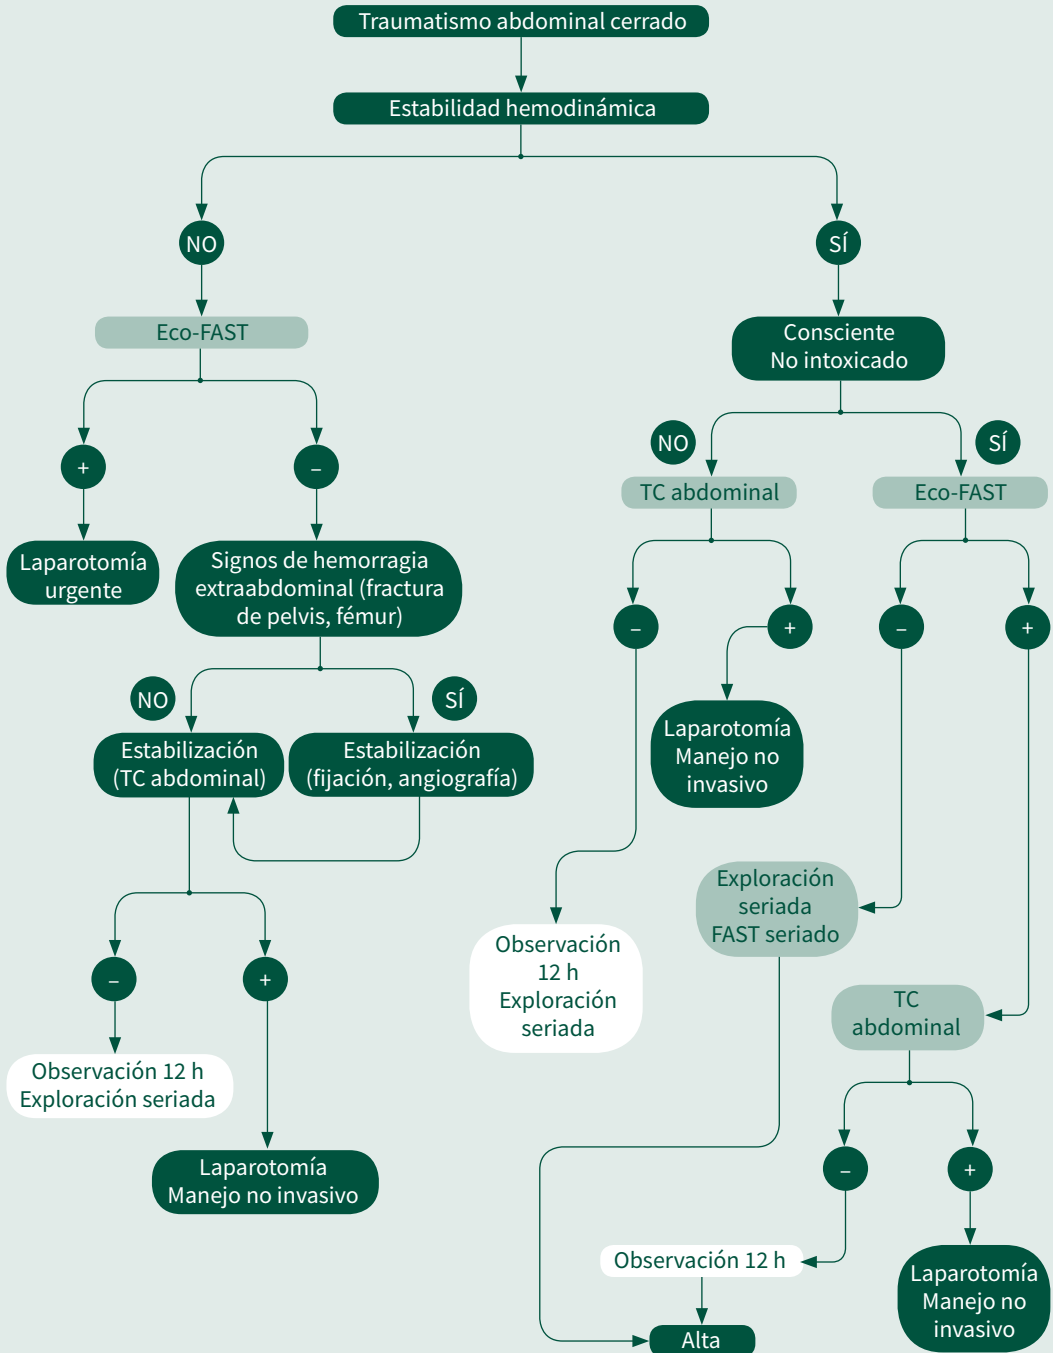 Traumatismo abdominal cerrado
Estabilidad hemodinámica
NO
SÍ
Eco-FAST
Consciente
No intoxicado
+
–
NO
SÍ
TC abdominal
Eco-FAST
Laparotomía
urgente
Signos de hemorragia
extraabdominal (fractura
de pelvis, fémur)
–
+
–
+
NO
SÍ
Estabilización
(TC abdominal)
Estabilización
(fijación, angiografía)
Laparotomía
Manejo no
invasivo
Exploración
seriada
FAST seriado
Observación
12 h
Exploración
seriada
–
+
TC
abdominal
Observación 12 h
Exploración seriada
Laparotomía
Manejo no invasivo
–
+
Observación 12 h
Laparotomía
Manejo no
invasivo
Alta